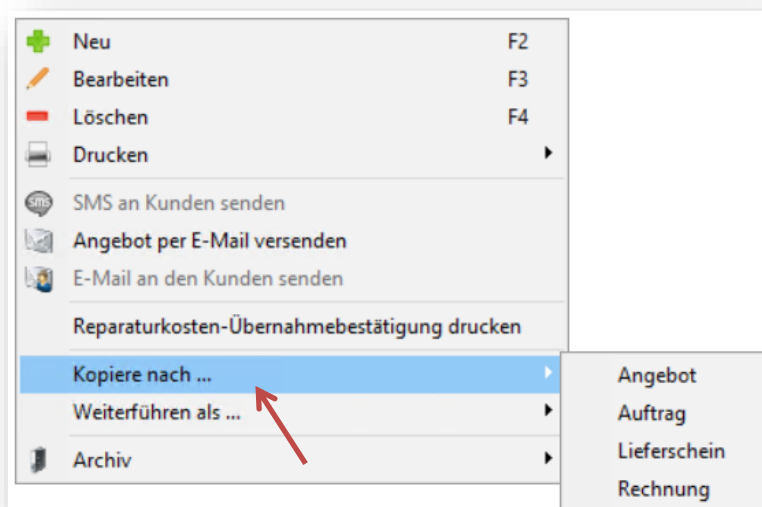 Neu F2
Bearbeiten F3
Löschen F4
Drucken
SMS
SMS an Kunden senden
Angebot per E-Mail versenden
E-Mail an den Kunden senden
Reparaturkosten-Übernahmebestätigung drucken
Kopiere nach ...
Weiterführen als ...
Archiv
Angebot
Auftrag
Lieferschein
Rechnung